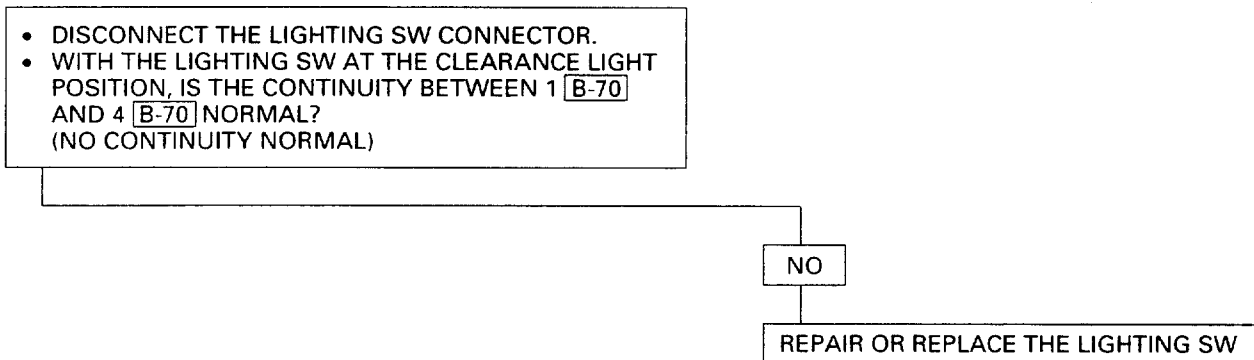 • DISCONNECT THE LIGHTING SW CONNECTOR.
• WITH THE LIGHTING SW AT THE CLEARANCE LIGHT
POSITION, IS THE CONTINUITY BETWEEN 1 B-70
AND 4 B-70 NORMAL?
(NO CONTINUITY NORMAL)
NO
REPAIR OR REPLACE THE LIGHTING SW